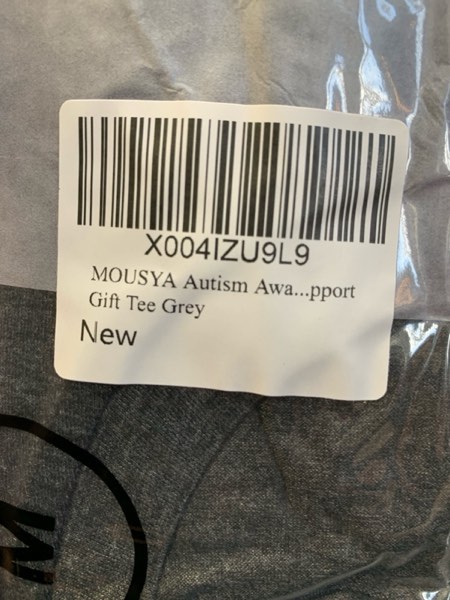 X004IZU9L9
MOUSYA Autism Awa...pport
Gift Tee Grey
New
M